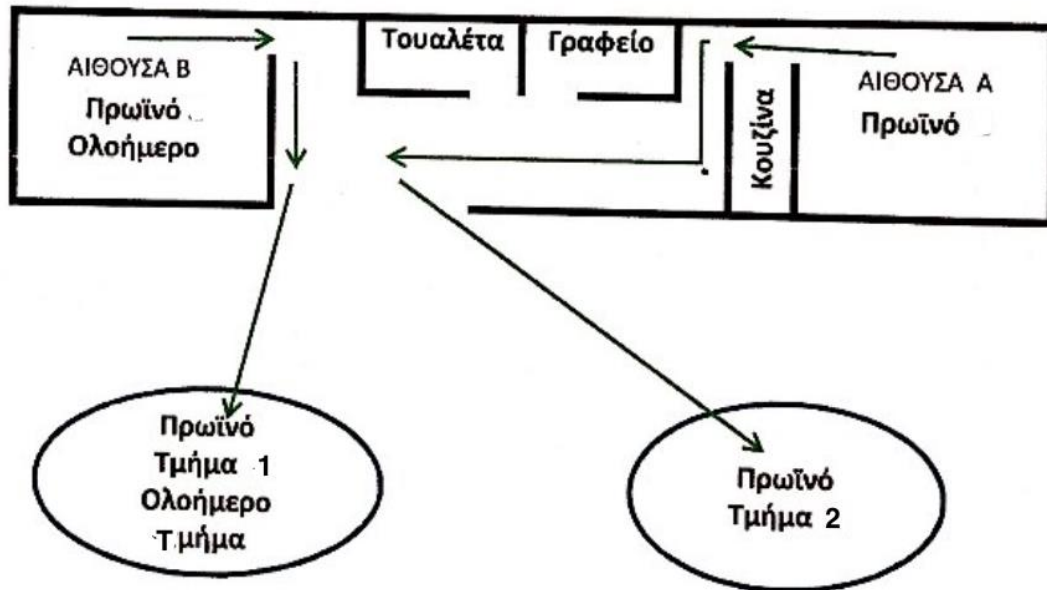 Τουαλέτα
Γραφείο
ΑΙΘΟΥΣΑ Β
Πρωϊνό
Ολοήμερο
Κουζίνα
ΑΙΘΟΥΣΑ Α
Πρωϊνό
Πρωϊνό
Τμήμα 1
Ολοήμερο
Τμήμα
Πρωϊνό
Τμήμα 2